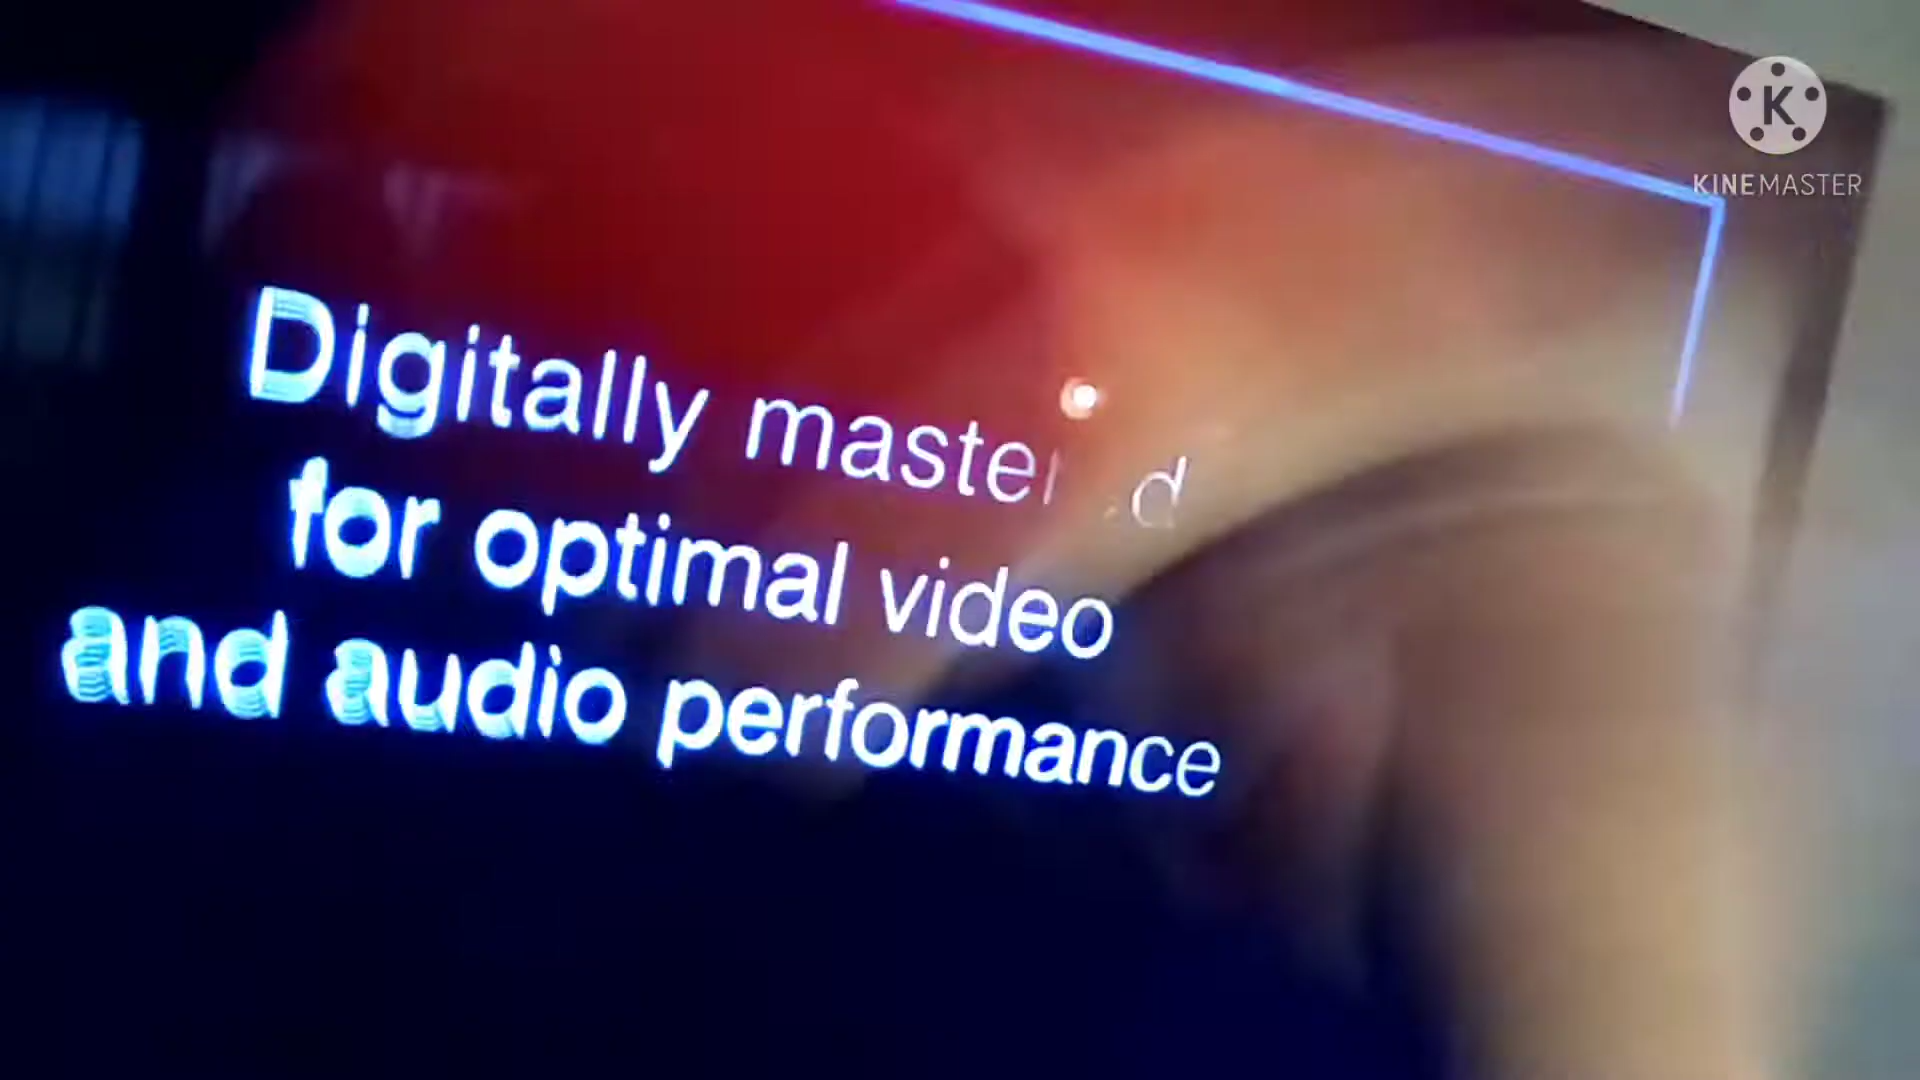 Digitally mastered
for optimal video
and audio performance
K
KINEMASTER